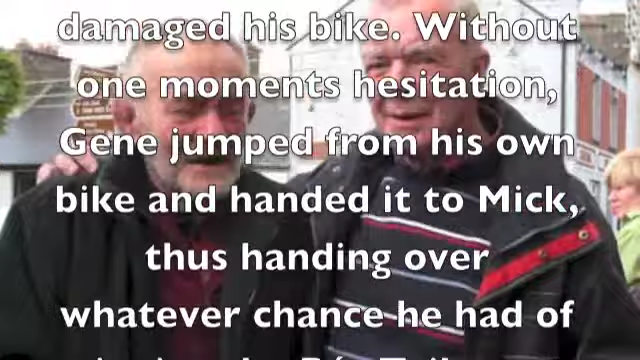 damaged his bike. Without
one moments hesitation,
Gene jumped from his own
bike and handed it to Mick,
thus handing over
whatever chance he had of